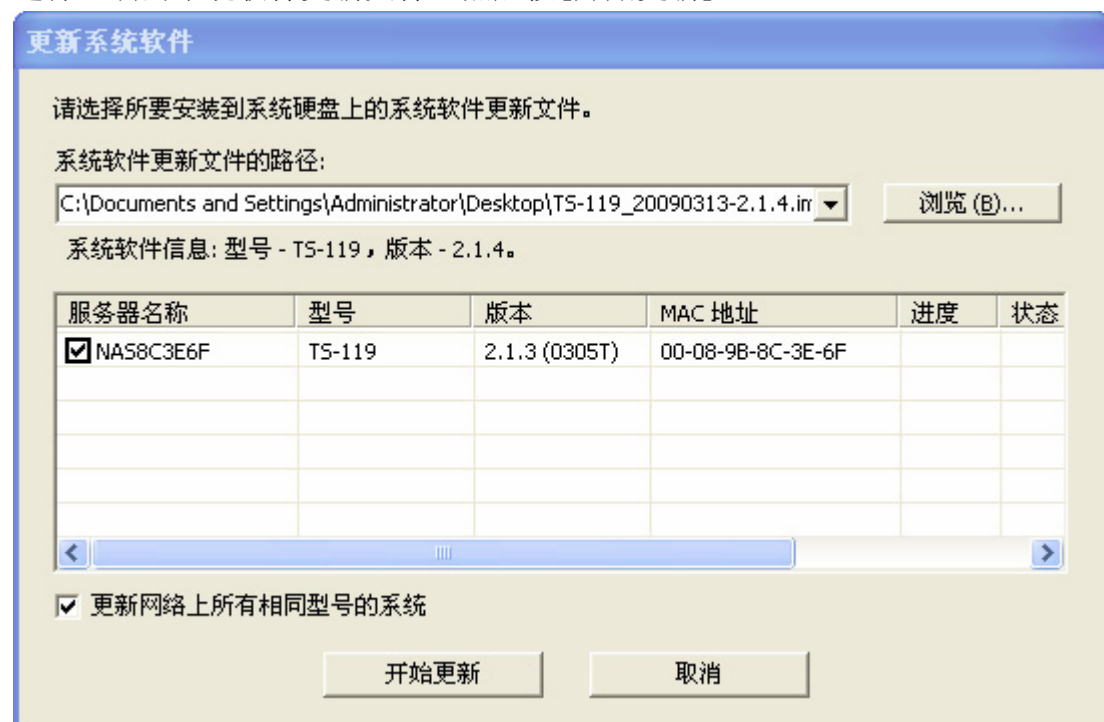 更新系统软件
请选择所要安装到系统硬盘上的系统软件更新文件。
系统软件更新文件的路径:
C:\Documents and Settings\Administrator\Desktop\TS-119_20090313-2.1.4.im
浏览 (B)...
系统软件信息: 型号 - TS-119，版本 - 2.1.4。
服务器名称 型号 版本 MAC 地址 进度 状态
NAS8C3E6F TS-119 2.1.3 (0305T) 00-08-9B-8C-3E-6F
更新网络上所有相同型号的系统
开始更新 取消